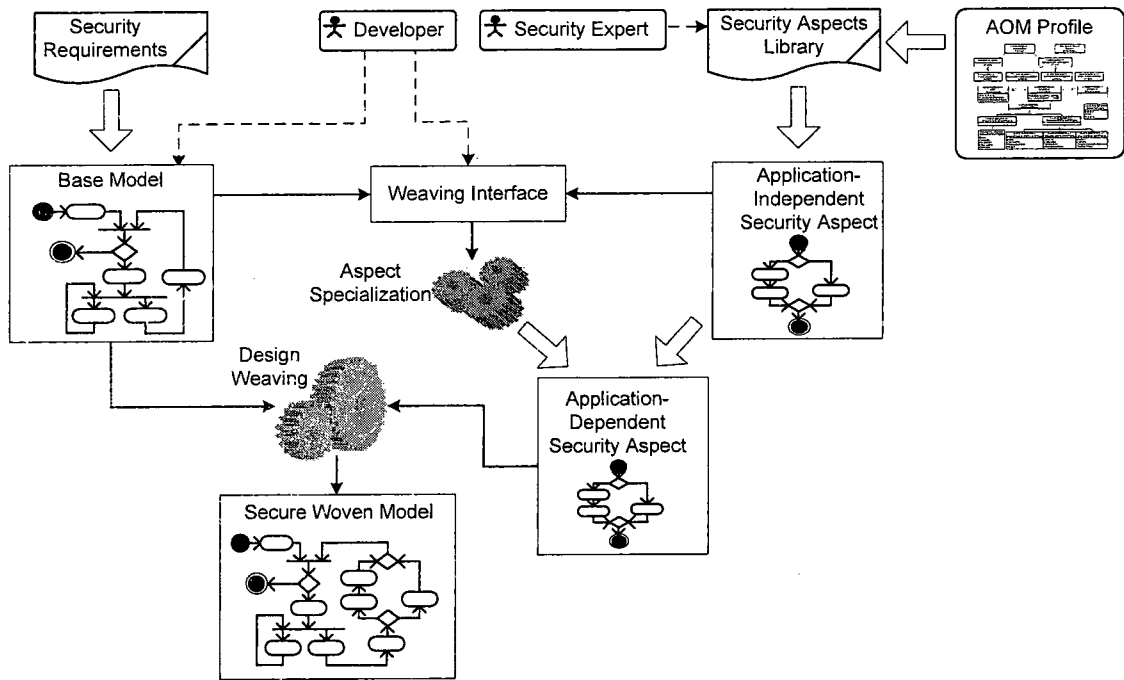 Security
Requirements
Developer
Security Expert
Security Aspects
Library
AOM Profile
Base Model
Weaving Interface
Application-
Independent
Security Aspect
Aspect
Specialization
Design
Weaving
Application-
Dependent
Security Aspect
Secure Woven Model